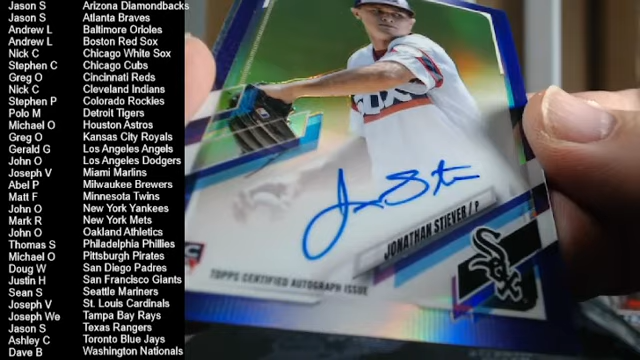 Jason S Arizona Diamondbacks
Jason S Atlanta Braves
Andrew L Baltimore Orioles
Andrew L Boston Red Sox
Nick C Chicago White Sox
Stephen C Chicago Cubs
Greg O Cincinnati Reds
Nick C Cleveland Indians
Stephen P Colorado Rockies
Polo M Detroit Tigers
Michael O Houston Astros
Greg O Kansas City Royals
Gerald G Los Angeles Angels
John O Los Angeles Dodgers
Joseph V Miami Marlins
Abel P Milwaukee Brewers
Matt F Minnesota Twins
John O New York Yankees
Mark R New York Mets
John O Oakland Athletics
Thomas S Philadelphia Phillies
Michael O Pittsburgh Pirates
Doug W San Diego Padres
Justin H San Francisco Giants
Sean S Seattle Mariners
Joseph V St. Louis Cardinals
Joseph We Tampa Bay Rays
Jason S Texas Rangers
Ashley C Toronto Blue Jays
Dave B Washington Nationals
JONATHAN STIEVER / P
Sox
TOPPS CERTIFIED AUTOGRAPH ISSUE